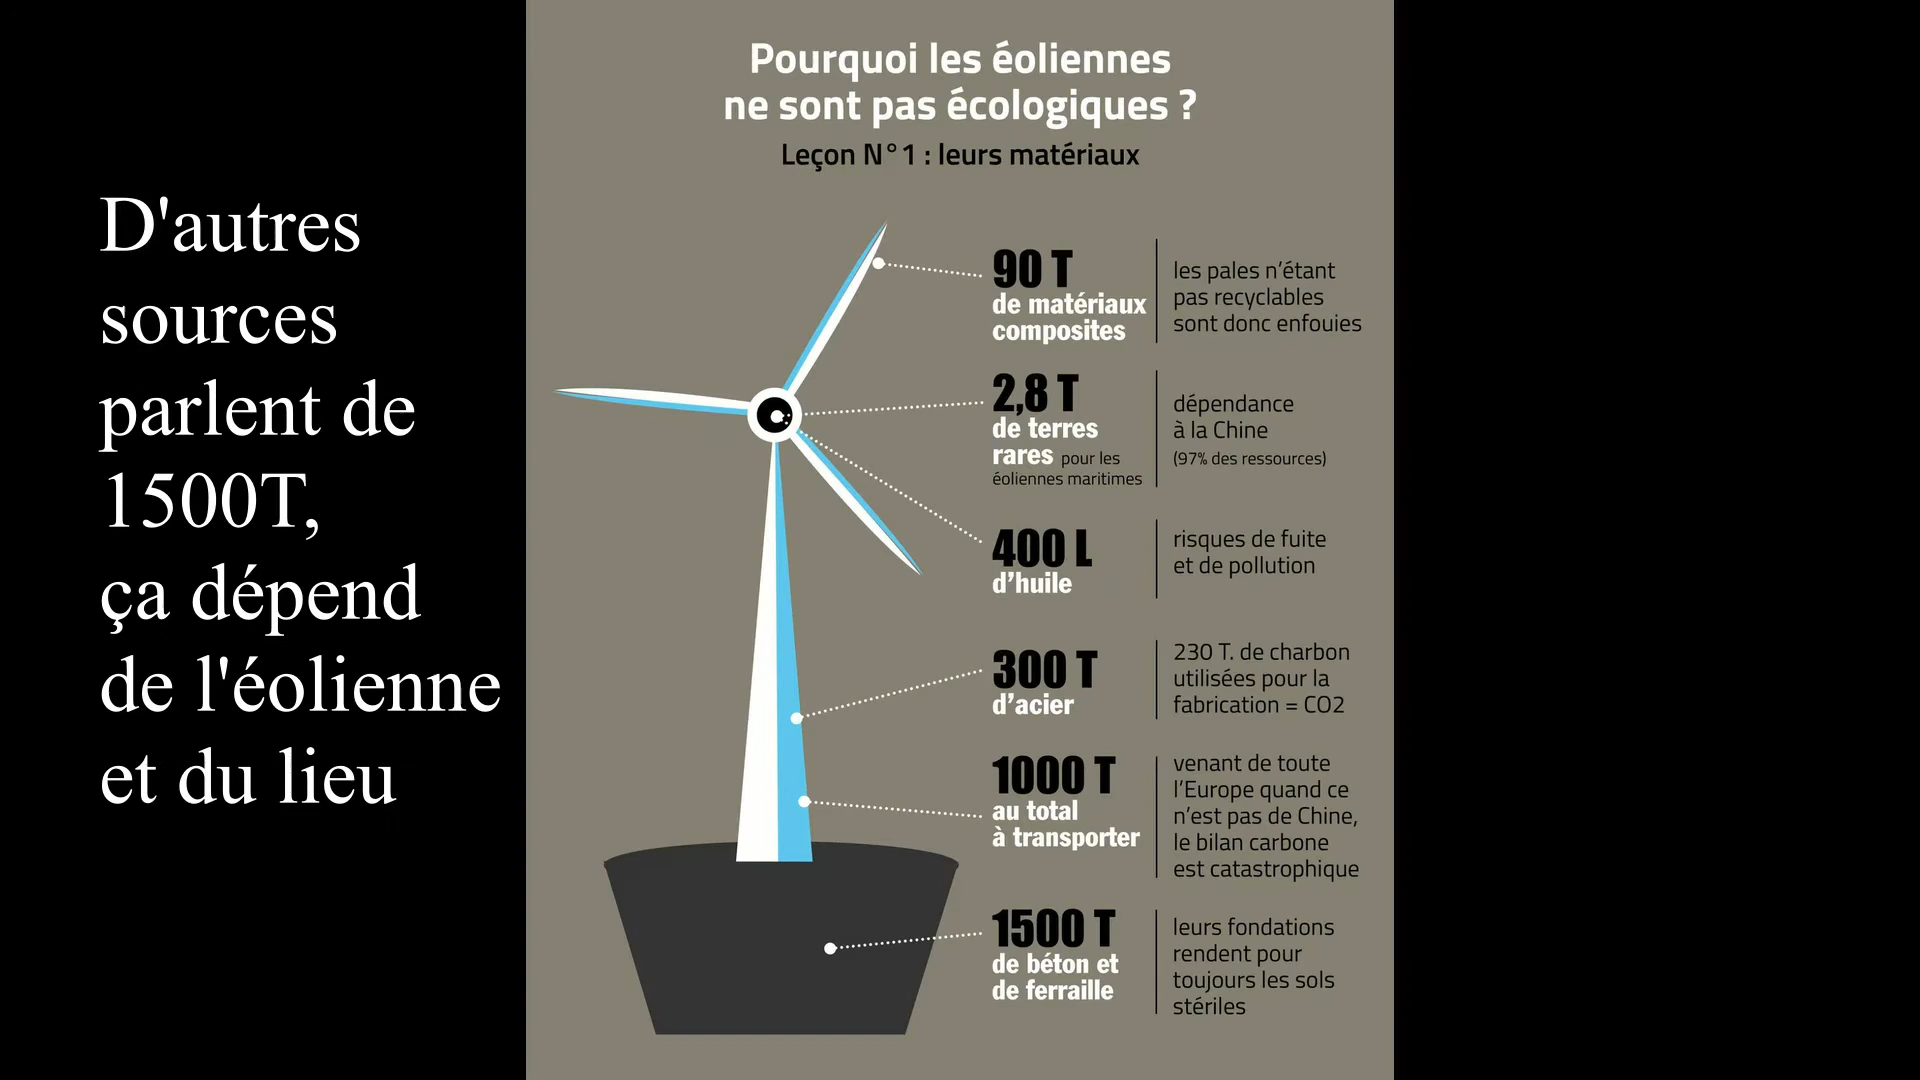 D'autres
sources
parlent de
1500T,
ça dépend
de l'éolienne
et du lieu
Pourquoi les éoliennes
ne sont pas écologiques ?
Leçon N°1 : leurs matériaux
90 T
de matériaux
composites
les pales n’étant
pas recyclables
sont donc enfouies
2,8 T
de terres
rares pour les
éoliennes maritimes
dépendance
à la Chine
(97% des ressources)
400 L
d’huile
risques de fuite
et de pollution
300 T
d’acier
230 T. de charbon
utilisées pour la
fabrication = CO2
1000 T
au total
à transporter
venant de toute
l’Europe quand ce
n’est pas de Chine,
le bilan carbone
est catastrophique
1500 T
de béton et
de ferraille
leurs fondations
rendent pour
toujours les sols
stériles